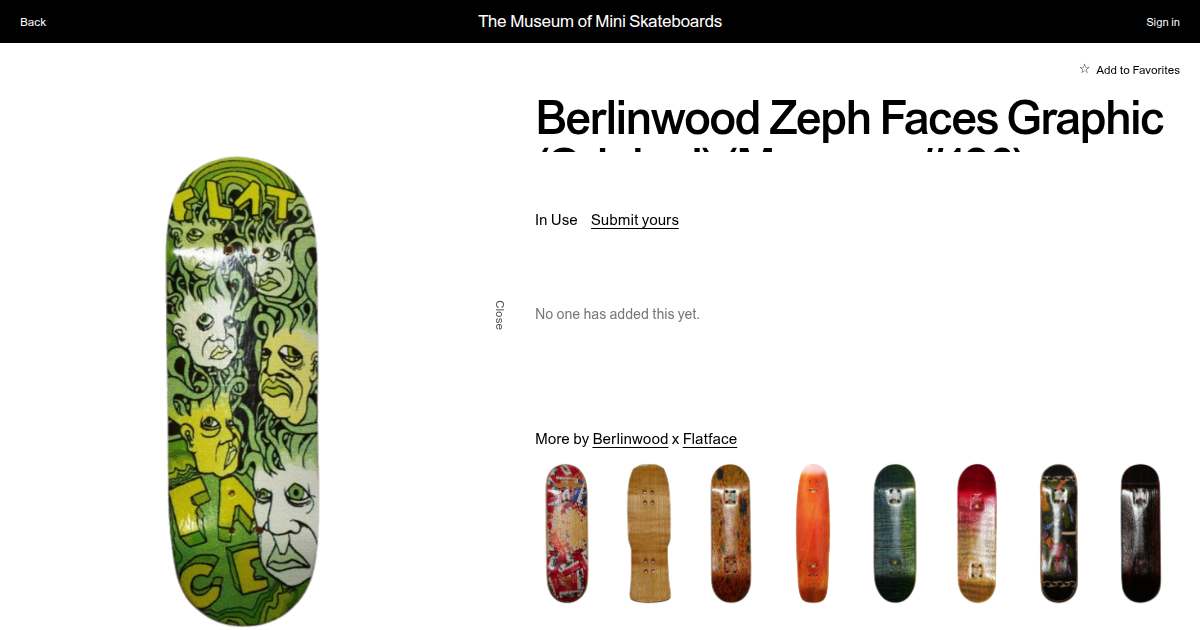 Back
The Museum of Mini Skateboards
Sign in
☆ Add to Favorites
Berlinwood Zeph Faces Graphic
In Use Submit yours
Close
No one has added this yet.
More by Berlinwood x Flatface
FLAT
FA
CE